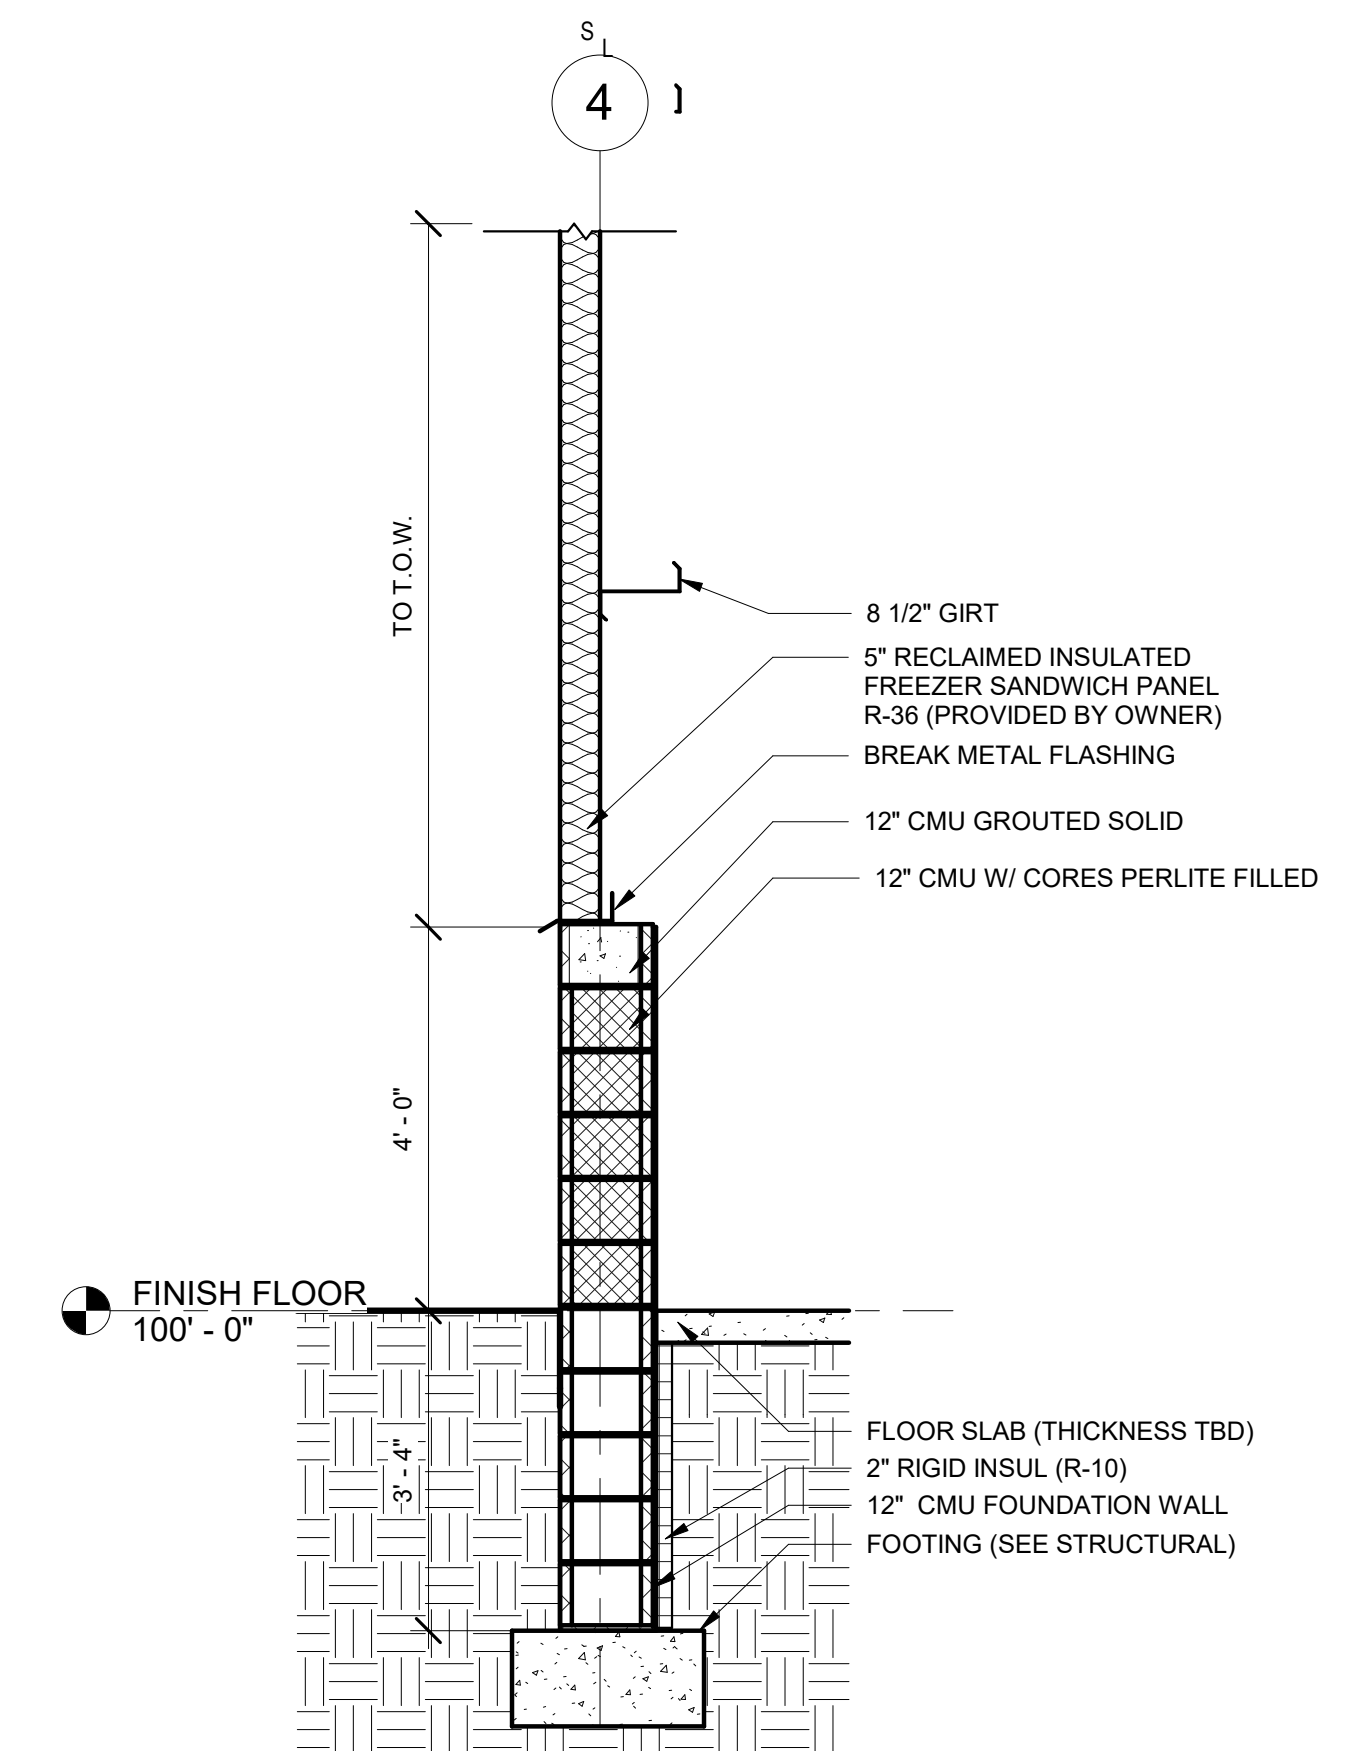 S
L
4
TO T.O.W.
8 1/2" GIRT
5" RECLAIMED INSULATED
FREEZER SANDWICH PANEL
R-36 (PROVIDED BY OWNER)
BREAK METAL FLASHING
12" CMU GROUTED SOLID
12" CMU W/ CORES PERLITE FILLED
4' - 0"
FINISH FLOOR
100' - 0"
3' - 4"
FLOOR SLAB (THICKNESS TBD)
2" RIGID INSUL (R-10)
12" CMU FOUNDATION WALL
FOOTING (SEE STRUCTURAL)